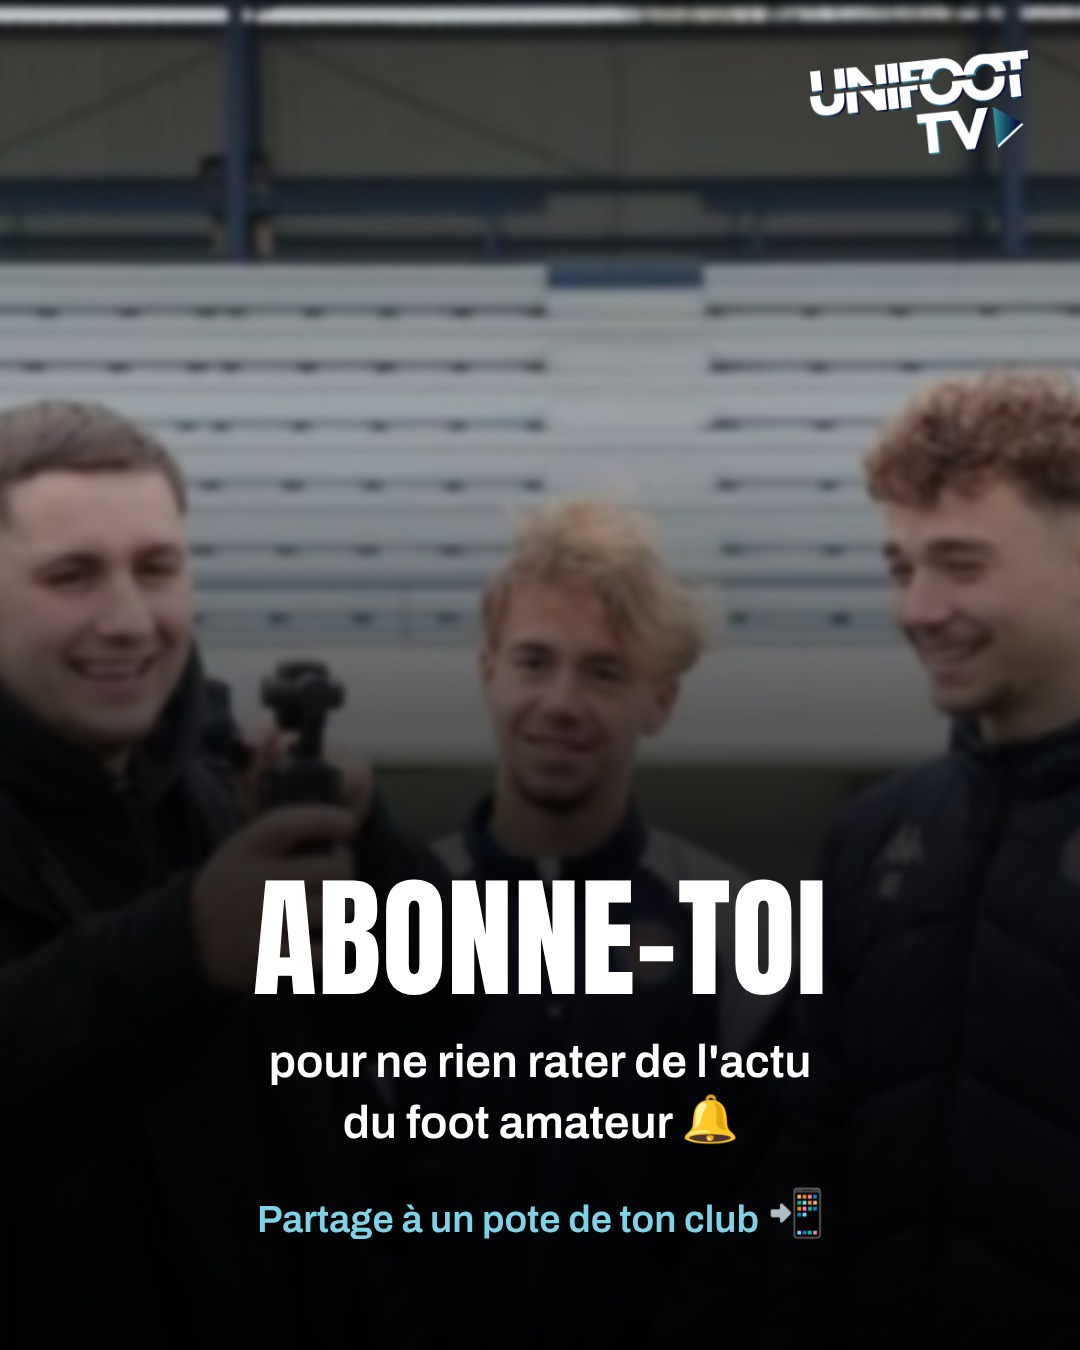 UNIFOOT
TV
ABONNE-TOI
pour ne rien rater de l'actu
du foot amateur 🔔
Partage à un pote de ton club 📲